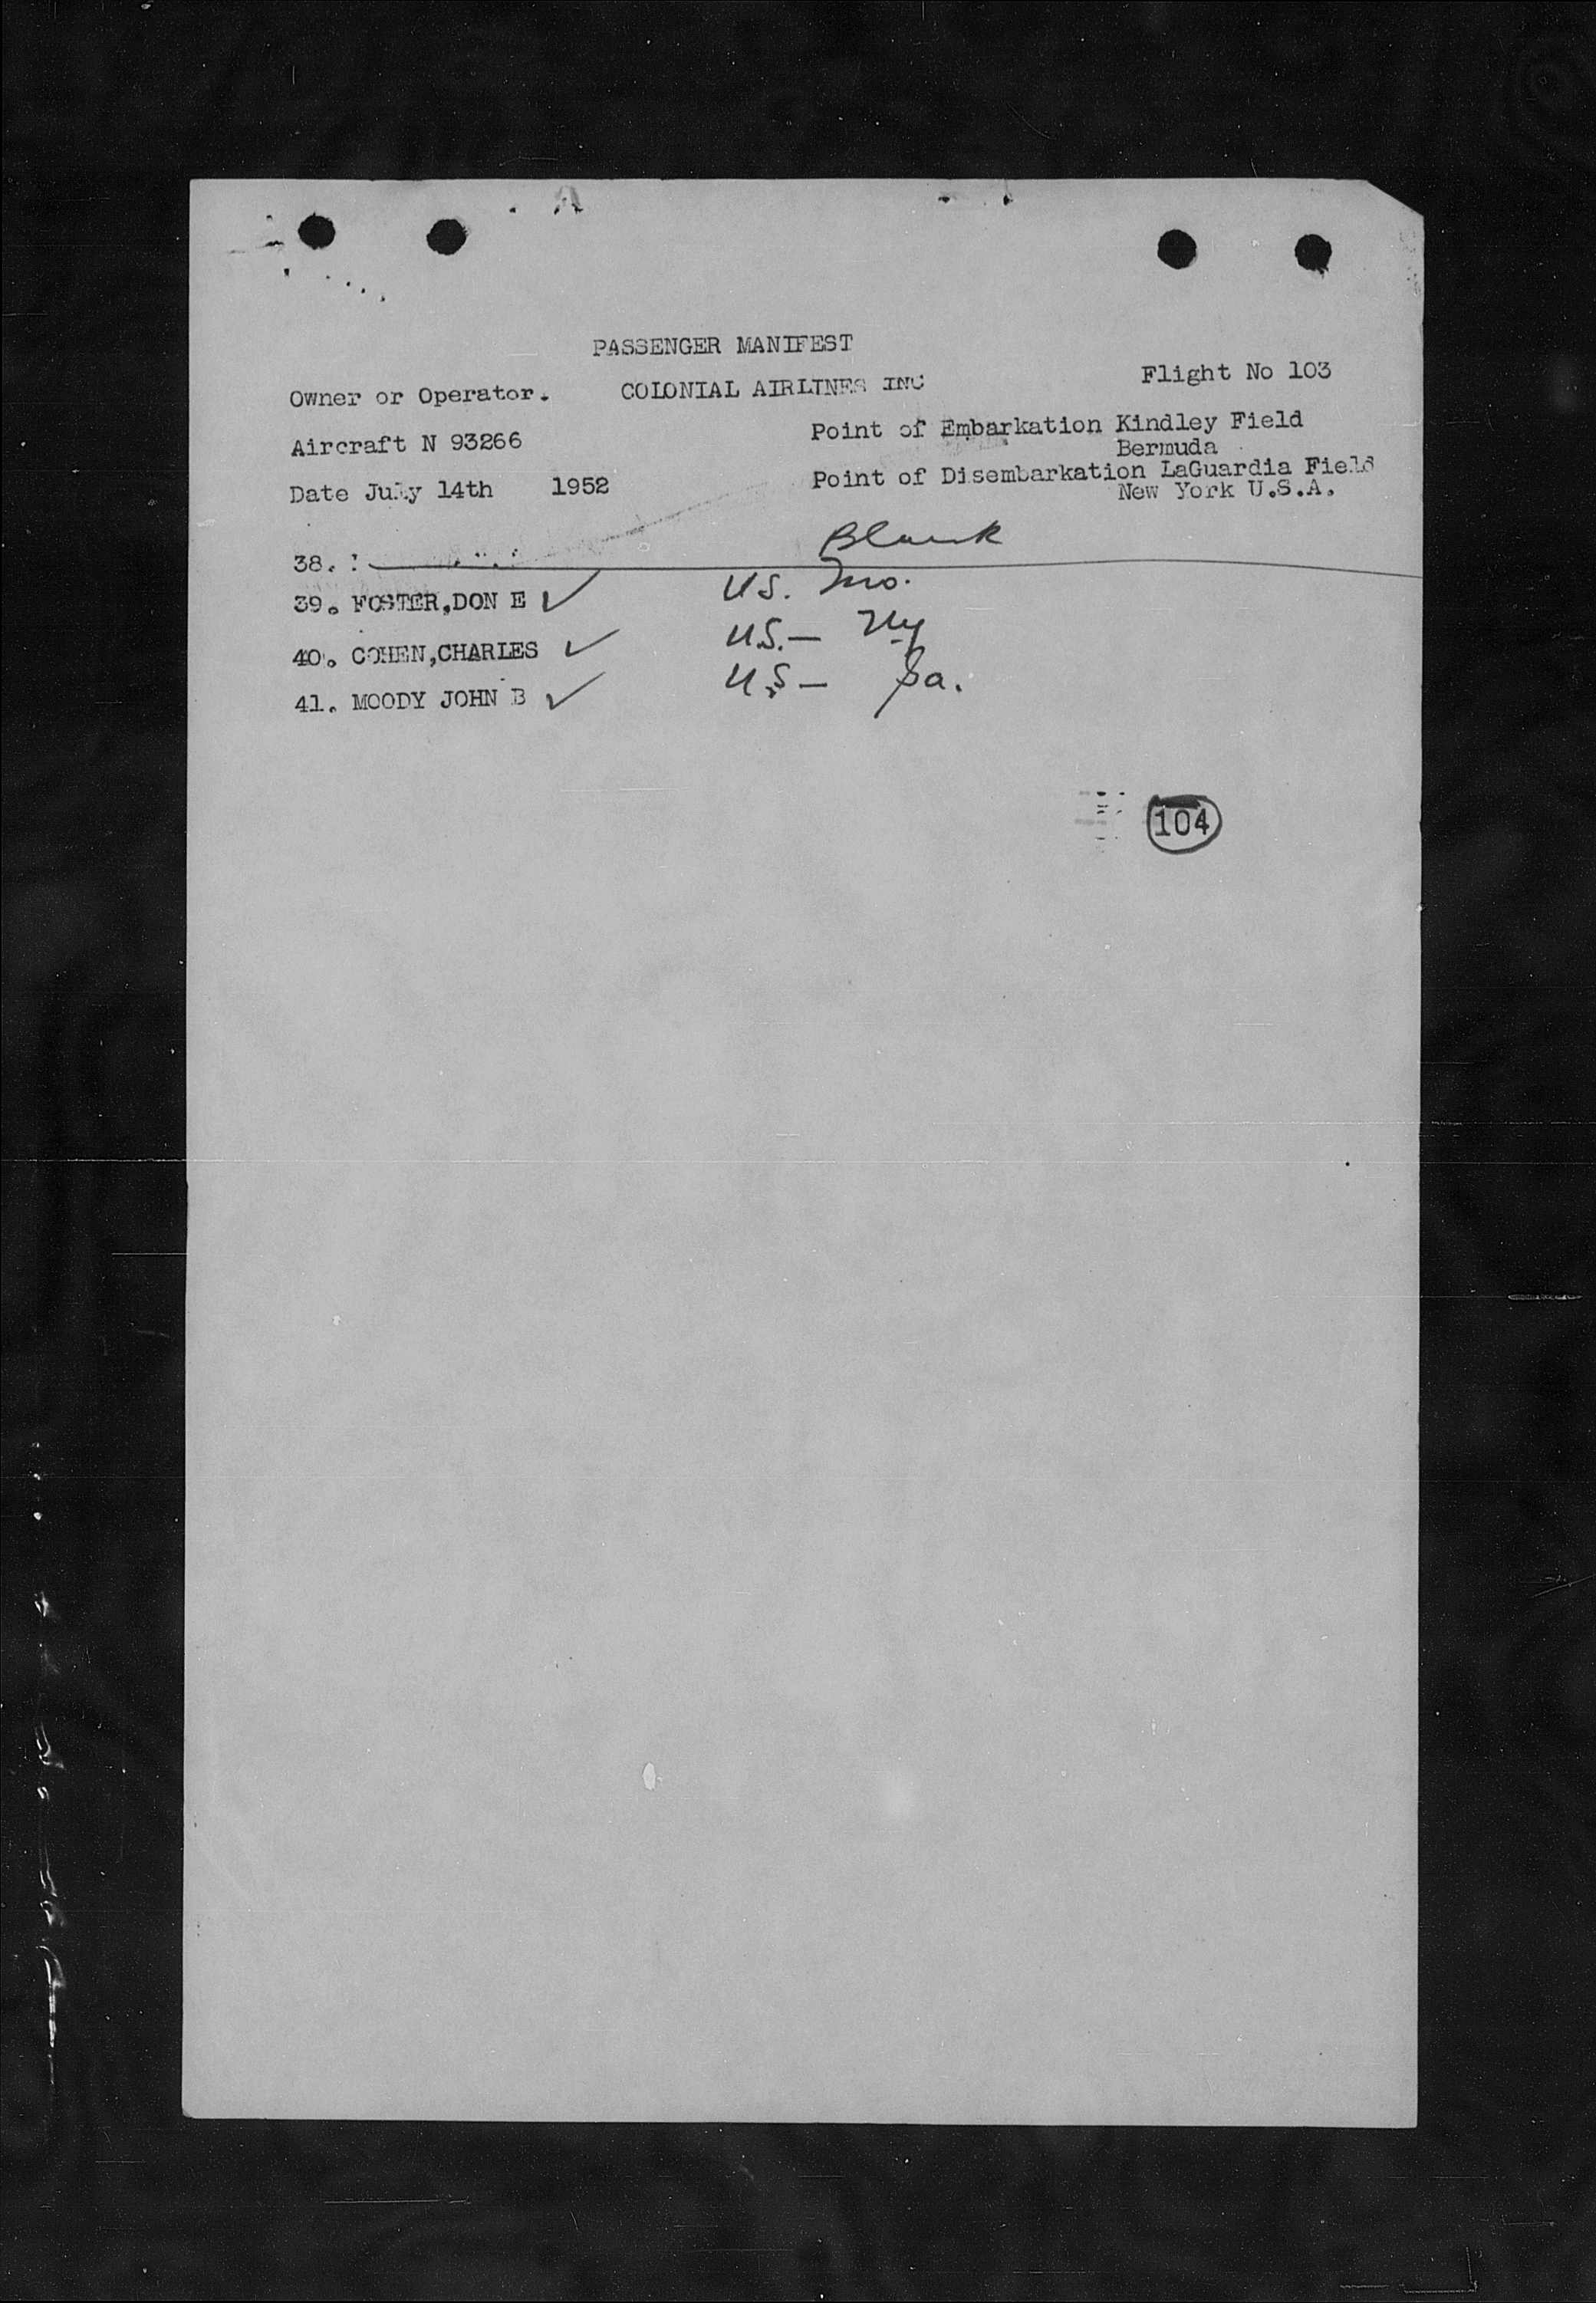 PASSENGER MANIFEST
Owner or Operator. COLONIAL AIRLINES INC Flight No 103
Aircraft N 93266 Point of Embarkation Kindley Field
Bermuda
Date July 14th 1952 Point of Disembarkation LaGuardia Field
New York U.S.A.
38. Blank
39. FOSTER,DON E ✓ U.S. Mo.
40. COHEN,CHARLES ✓ U.S.— Ny
41. MOODY JOHN B ✓ U.S—
104